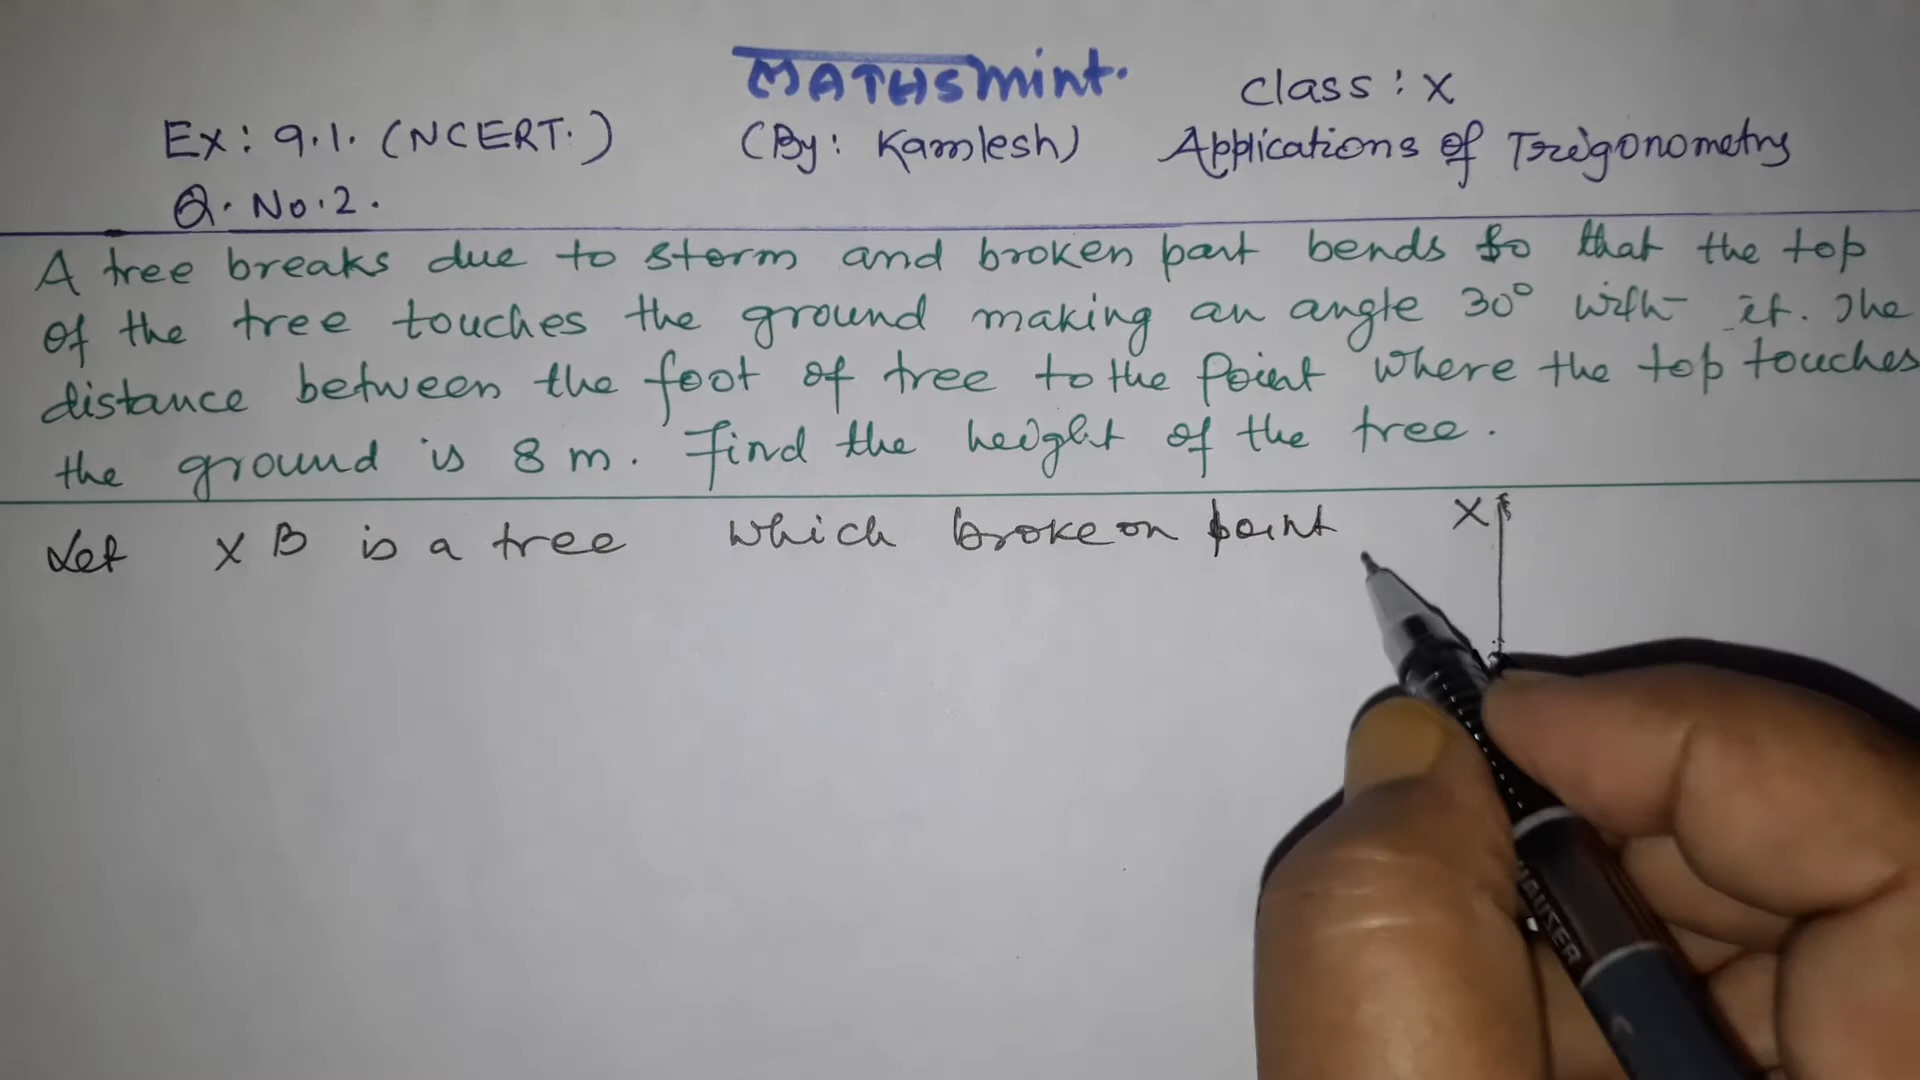 MATHSmint.
Class : X
Ex: 9.1. (NCERT.)
(By: Kamlesh)
Applications of Trigonometry
Q. No. 2.
A tree breaks due to storm and broken part bends so that the top
of the tree touches the ground making an angle 30° with it. The
distance between the foot of tree to the point where the top touches
the ground is 8 m. Find the height of the tree.
Let XB is a tree which broke on point
X